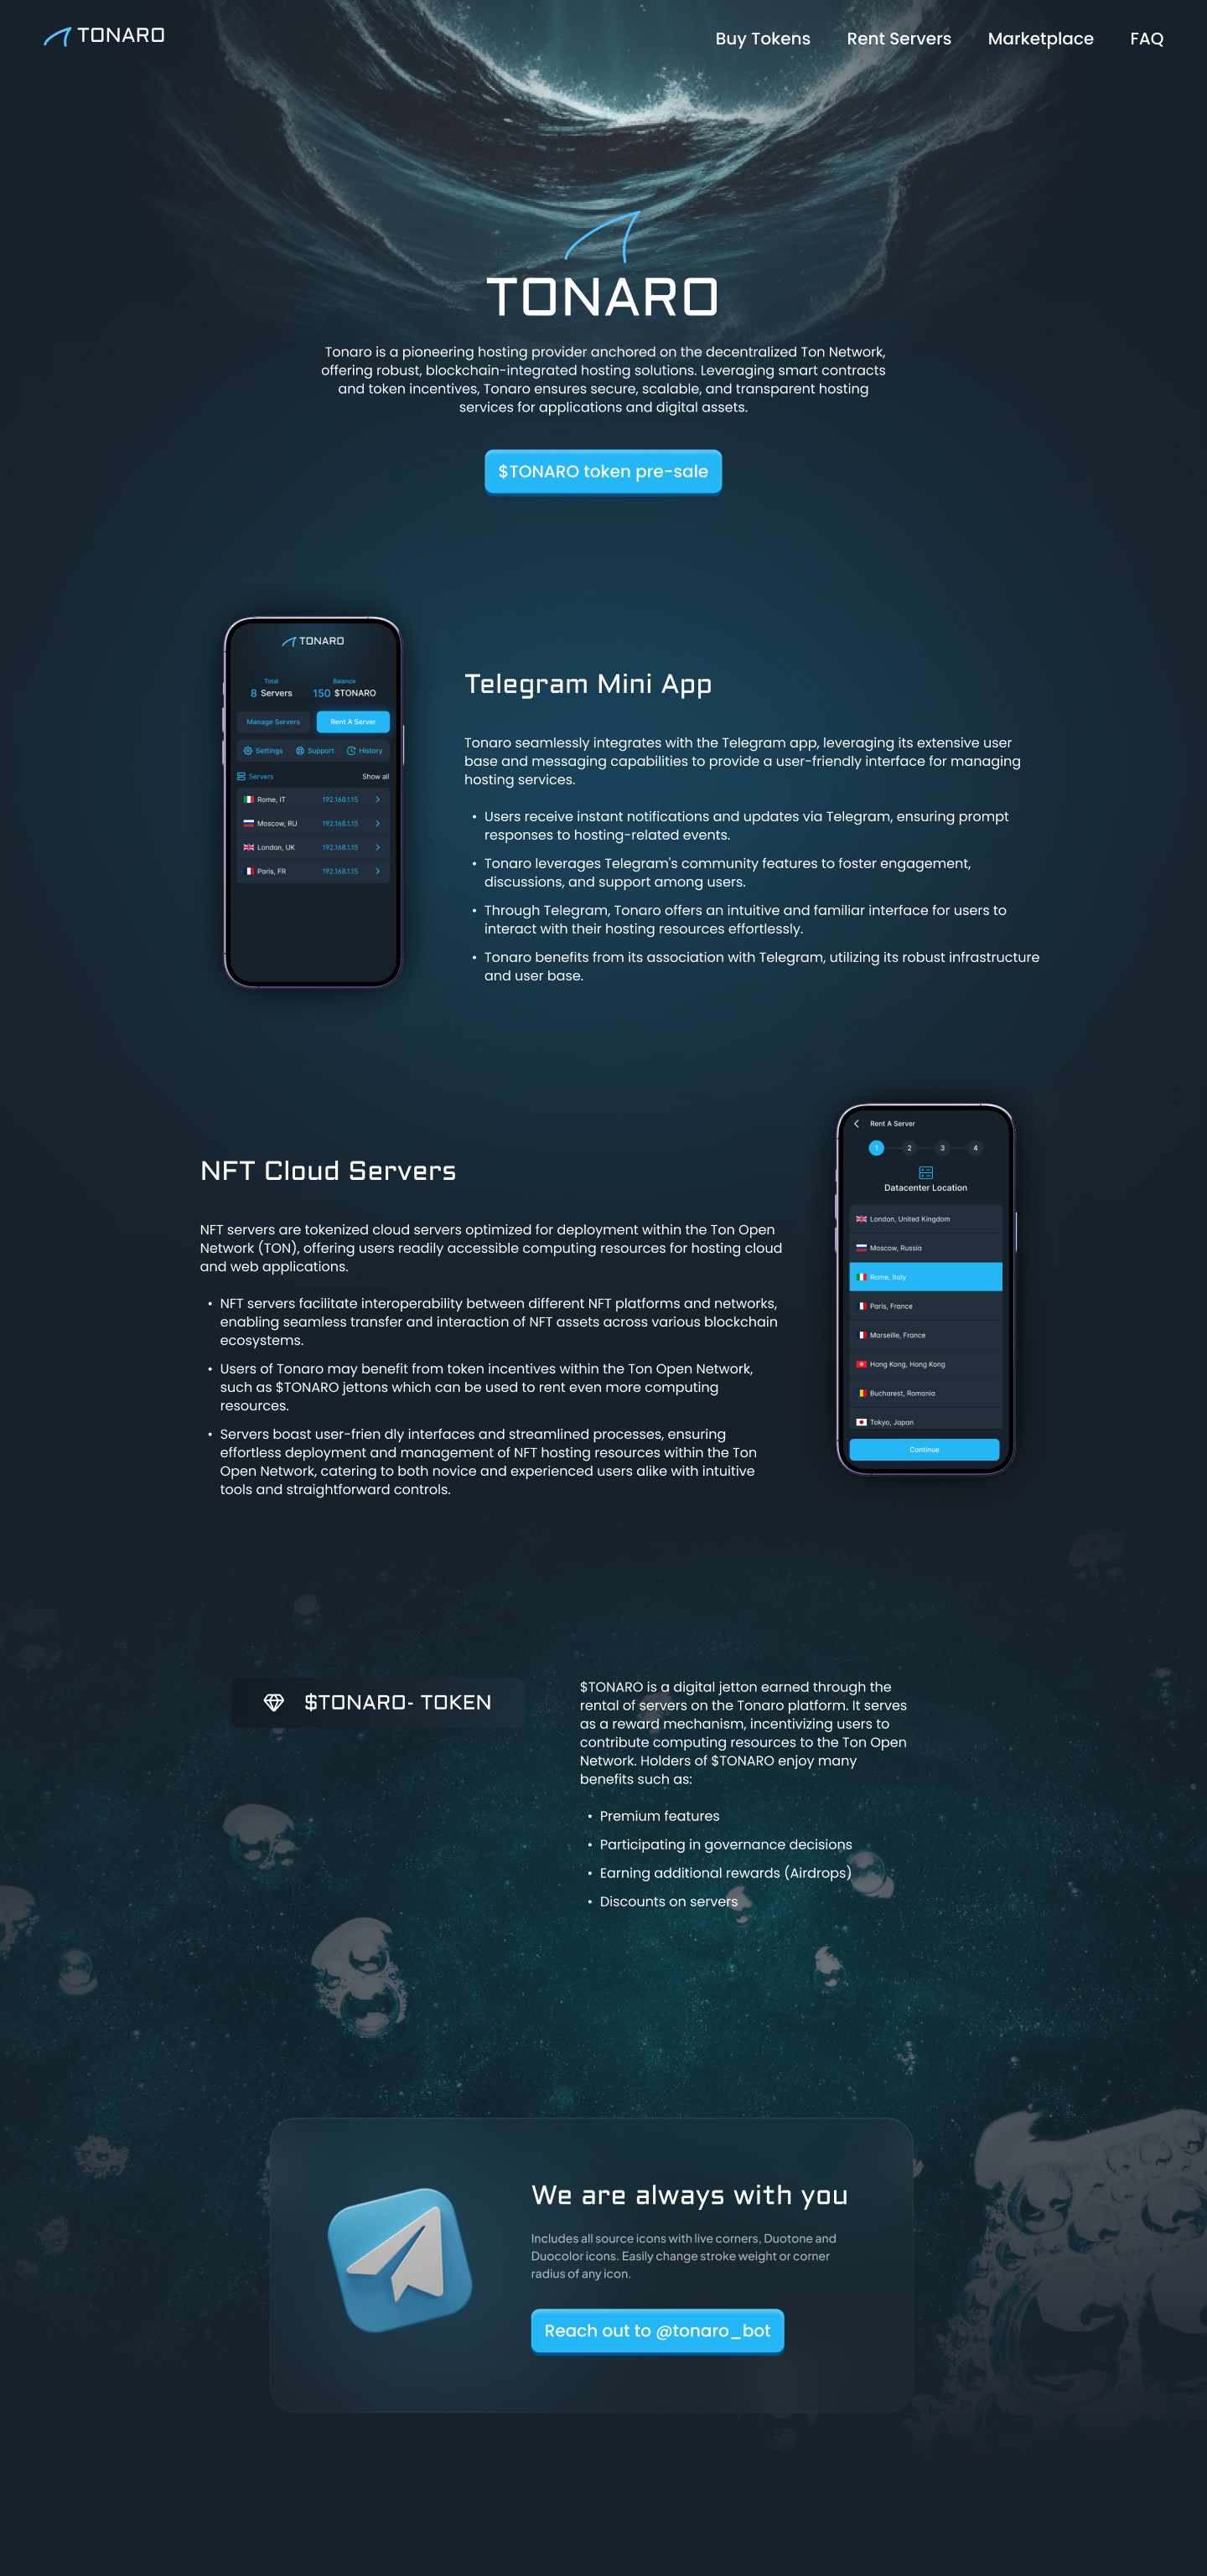 TONARO
Buy Tokens
Rent Servers
Marketplace
FAQ
TONARO
Tonaro is a pioneering hosting provider anchored on the decentralized Ton Network,
offering robust, blockchain-integrated hosting solutions. Leveraging smart contracts
and token incentives, Tonaro ensures secure, scalable, and transparent hosting
services for applications and digital assets.
$TONARO token pre-sale
TONARO
Total
Balance
8 Servers
150 $TONARO
Manage Servers
Rent A Server
Settings
Support
History
Servers
Show all
Rome, IT 192.168.1.15
Moscow, RU 192.168.1.15
London, UK 192.168.1.15
Paris, FR 192.168.1.15
Telegram Mini App
Tonaro seamlessly integrates with the Telegram app, leveraging its extensive user
base and messaging capabilities to provide a user-friendly interface for managing
hosting services.
• Users receive instant notifications and updates via Telegram, ensuring prompt
responses to hosting-related events.
• Tonaro leverages Telegram's community features to foster engagement,
discussions, and support among users.
• Through Telegram, Tonaro offers an intuitive and familiar interface for users to
interact with their hosting resources effortlessly.
• Tonaro benefits from its association with Telegram, utilizing its robust infrastructure
and user base.
NFT Cloud Servers
NFT servers are tokenized cloud servers optimized for deployment within the Ton Open
Network (TON), offering users readily accessible computing resources for hosting cloud
and web applications.
• NFT servers facilitate interoperability between different NFT platforms and networks,
enabling seamless transfer and interaction of NFT assets across various blockchain
ecosystems.
• Users of Tonaro may benefit from token incentives within the Ton Open Network,
such as $TONARO jettons which can be used to rent even more computing
resources.
• Servers boast user-frien dly interfaces and streamlined processes, ensuring
effortless deployment and management of NFT hosting resources within the Ton
Open Network, catering to both novice and experienced users alike with intuitive
tools and straightforward controls.
Rent A Server
1 2 3 4
Datacenter Location
London, United Kingdom
Moscow, Russia
Rome, Italy
Paris, France
Marseille, France
Hong Kong, Hong Kong
Bucharest, Romania
Tokyo, Japan
Continue
$TONARO- TOKEN
$TONARO is a digital jetton earned through the
rental of servers on the Tonaro platform. It serves
as a reward mechanism, incentivizing users to
contribute computing resources to the Ton Open
Network. Holders of $TONARO enjoy many
benefits such as:
• Premium features
• Participating in governance decisions
• Earning additional rewards (Airdrops)
• Discounts on servers
We are always with you
Includes all source icons with live corners, Duotone and
Duocolor icons. Easily change stroke weight or corner
radius of any icon.
Reach out to @tonaro_bot